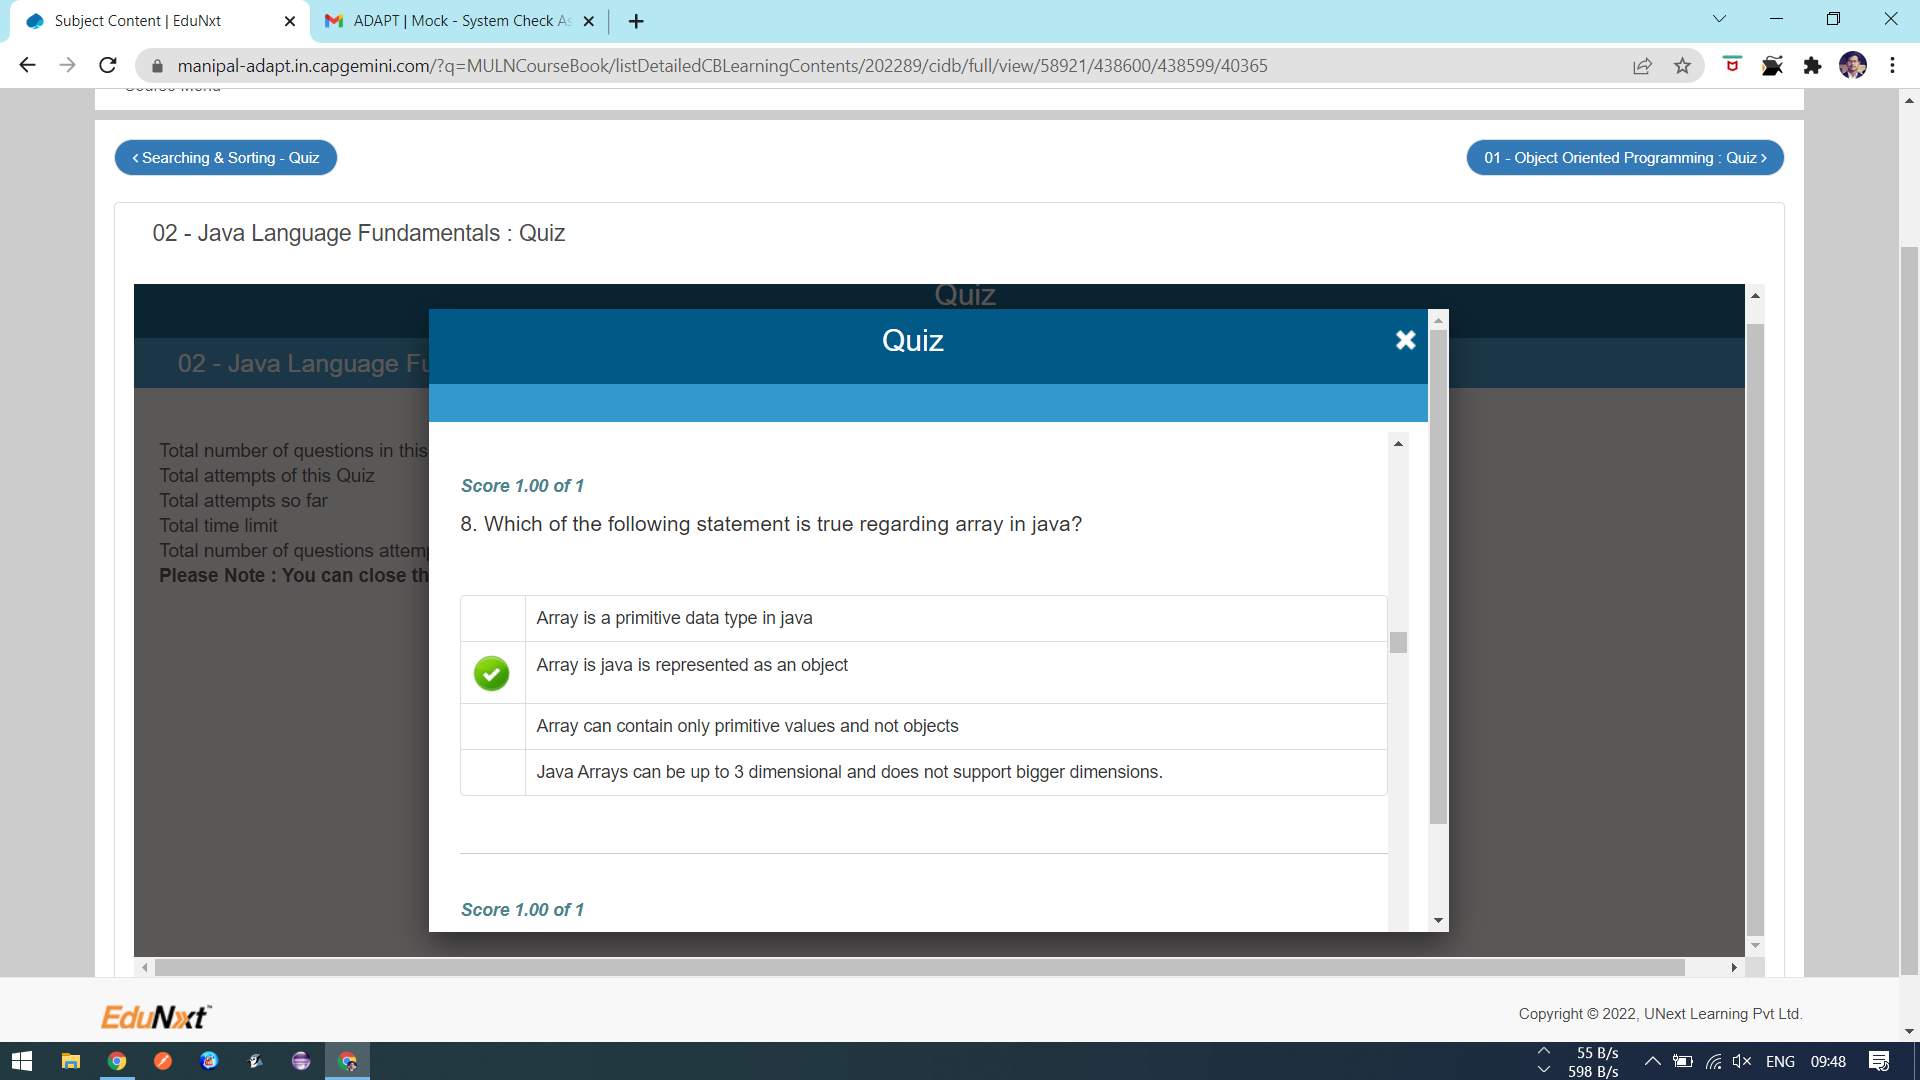 Subject Content | EduNxt
ADAPT | Mock - System Check As
manipal-adapt.in.capgemini.com/?q=MULNCourseBook/listDetailedCBLearningContents/202289/cidb/full/view/58921/438600/438599/40365
Course Menu
‹ Searching & Sorting - Quiz
01 - Object Oriented Programming : Quiz ›
02 - Java Language Fundamentals : Quiz
Quiz
02 - Java Language Fu
Quiz
Total number of questions in this
Total attempts of this Quiz
Total attempts so far
Total time limit
Total number of questions attemp
Please Note : You can close th
Score 1.00 of 1
8. Which of the following statement is true regarding array in java?
Array is a primitive data type in java
Array is java is represented as an object
Array can contain only primitive values and not objects
Java Arrays can be up to 3 dimensional and does not support bigger dimensions.
Score 1.00 of 1
EduNxt™
Copyright © 2022, UNext Learning Pvt Ltd.
55 B/s
598 B/s
ENG
09:48